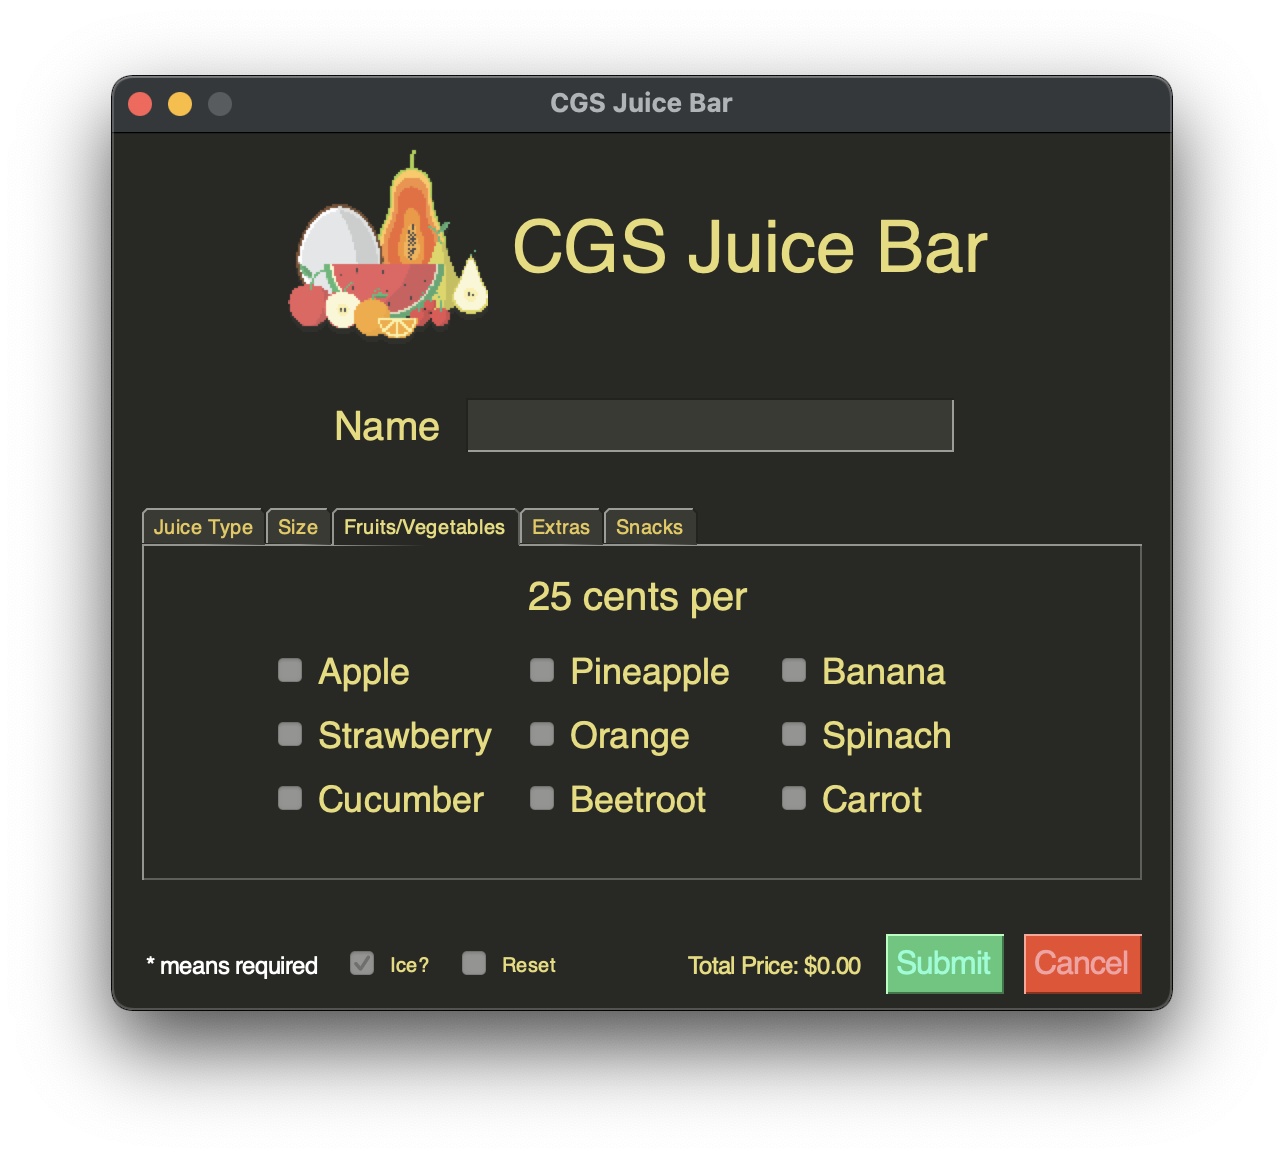 CGS Juice Bar
CGS Juice Bar
Name
Juice Type Size Fruits/Vegetables Extras Snacks
25 cents per
Apple Pineapple Banana
Strawberry Orange Spinach
Cucumber Beetroot Carrot
* means required Ice? Reset Total Price: $0.00 Submit Cancel